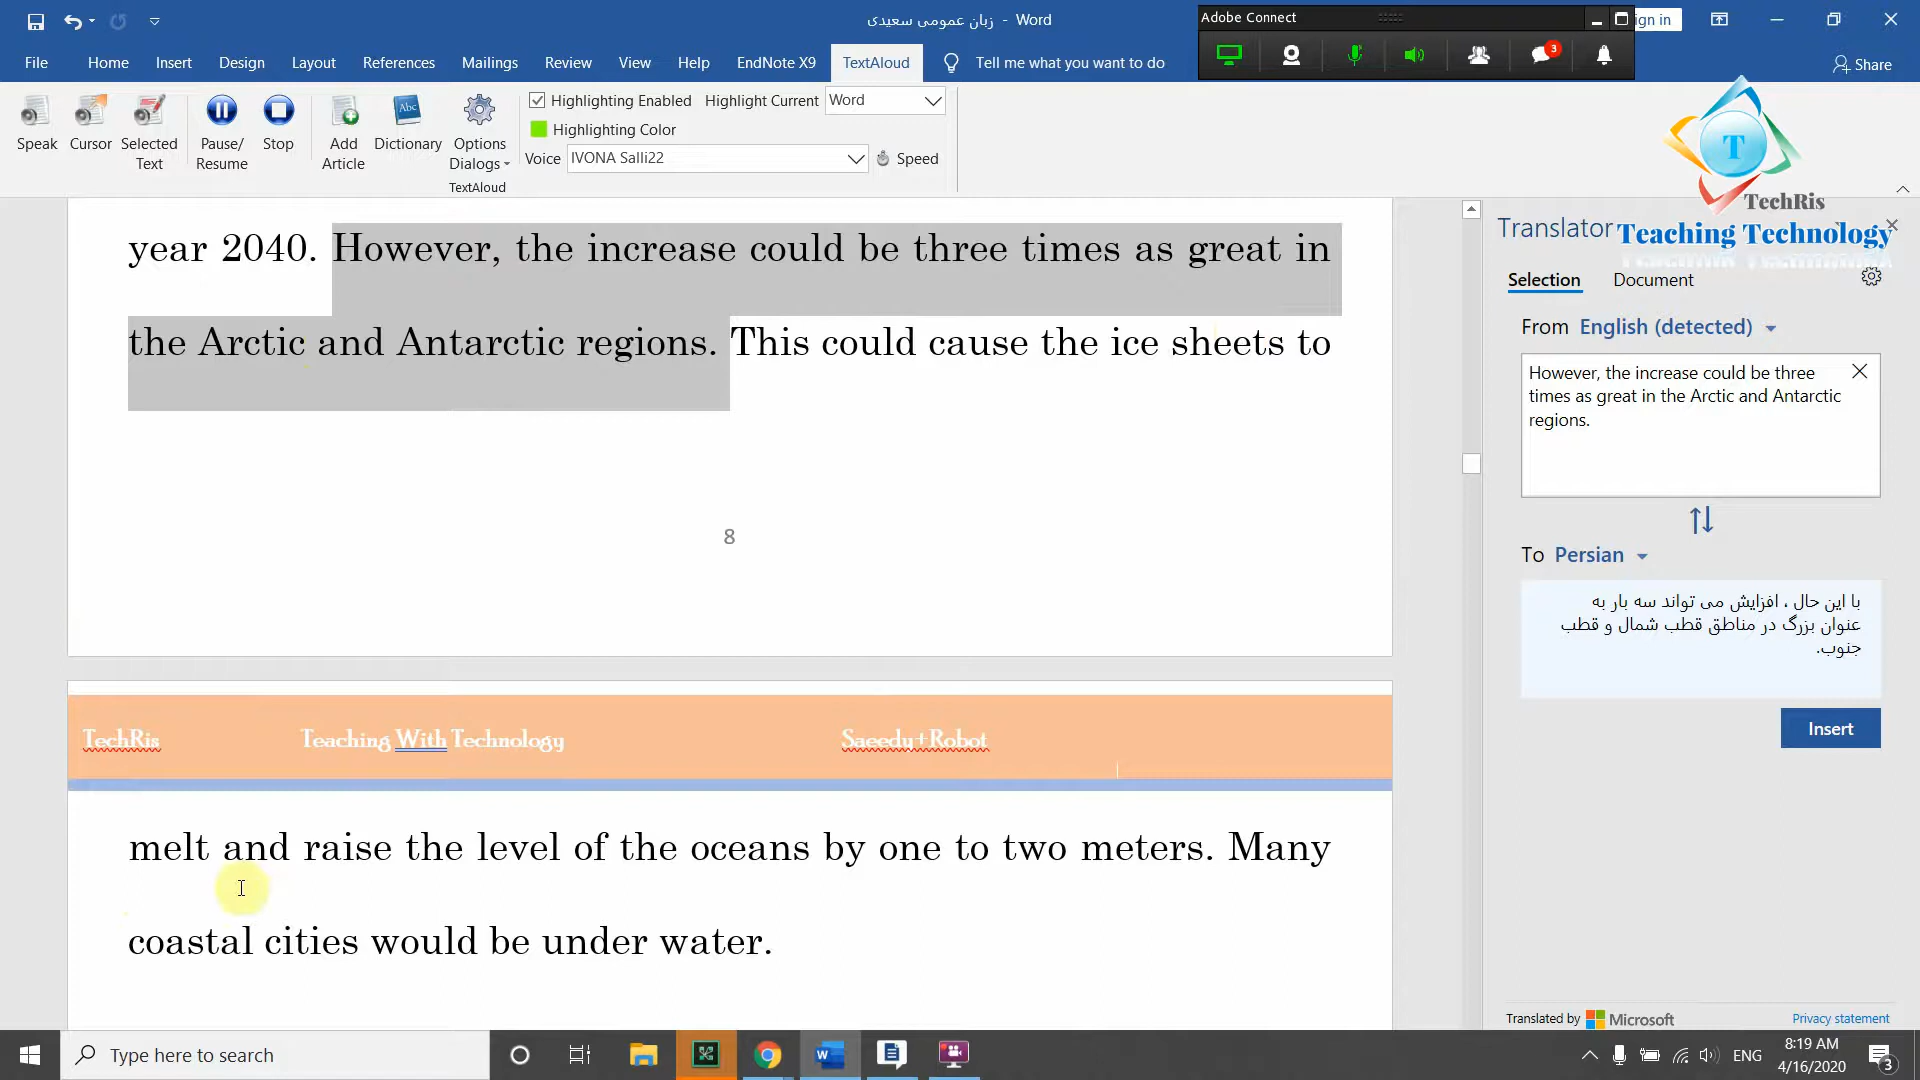 زبان عمومی سعیدی - Word
Adobe Connect
ign in
File Home Insert Design Layout References Mailings Review View Help EndNote X9 TextAloud Tell me what you want to do
3
Share
Speak Cursor Selected Text Pause/Resume Stop Add Article Abc Dictionary Options Dialogs
Highlighting Enabled Highlight Current Word
Highlighting Color
Voice IVONA Salli22 Speed
TextAloud
T
TechRis
Teaching Technology
year 2040. However, the increase could be three times as great in
the Arctic and Antarctic regions. This could cause the ice sheets to
8
TechRis Teaching With Technology Saeedy+Robot
melt and raise the level of the oceans by one to two meters. Many
coastal cities would be under water.
Translator
Selection Document
From English (detected)
However, the increase could be three
times as great in the Arctic and Antarctic
regions.
To Persian
با این حال ، افزایش می تواند سه بار به
عنوان بزرگ در مناطق قطب شمال و قطب
جنوب.
Insert
Translated by Microsoft Privacy statement
Type here to search
ENG
8:19 AM
4/16/2020
3